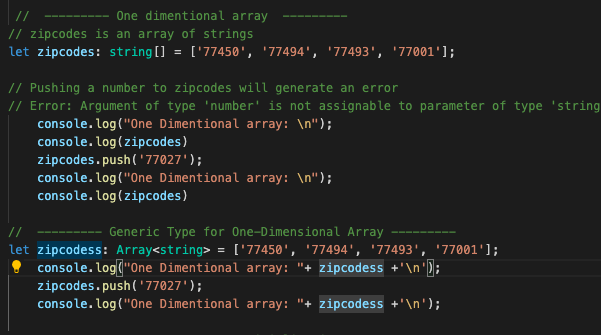 // --------- One dimentional array ---------
// zipcodes is an array of strings
let zipcodes: string[] = ['77450', '77494', '77493', '77001'];
// Pushing a number to zipcodes will generate an error
// Error: Argument of type 'number' is not assignable to parameter of type 'string
console.log("One Dimentional array: \n");
console.log(zipcodes)
zipcodes.push('77027');
console.log("One Dimentional array: \n");
console.log(zipcodes)
// --------- Generic Type for One-Dimensional Array ---------
let zipcodess: Array<string> = ['77450', '77494', '77493', '77001'];
console.log("One Dimentional array: "+ zipcodess +'\n');
zipcodes.push('77027');
console.log("One Dimentional array: "+ zipcodess +'\n');